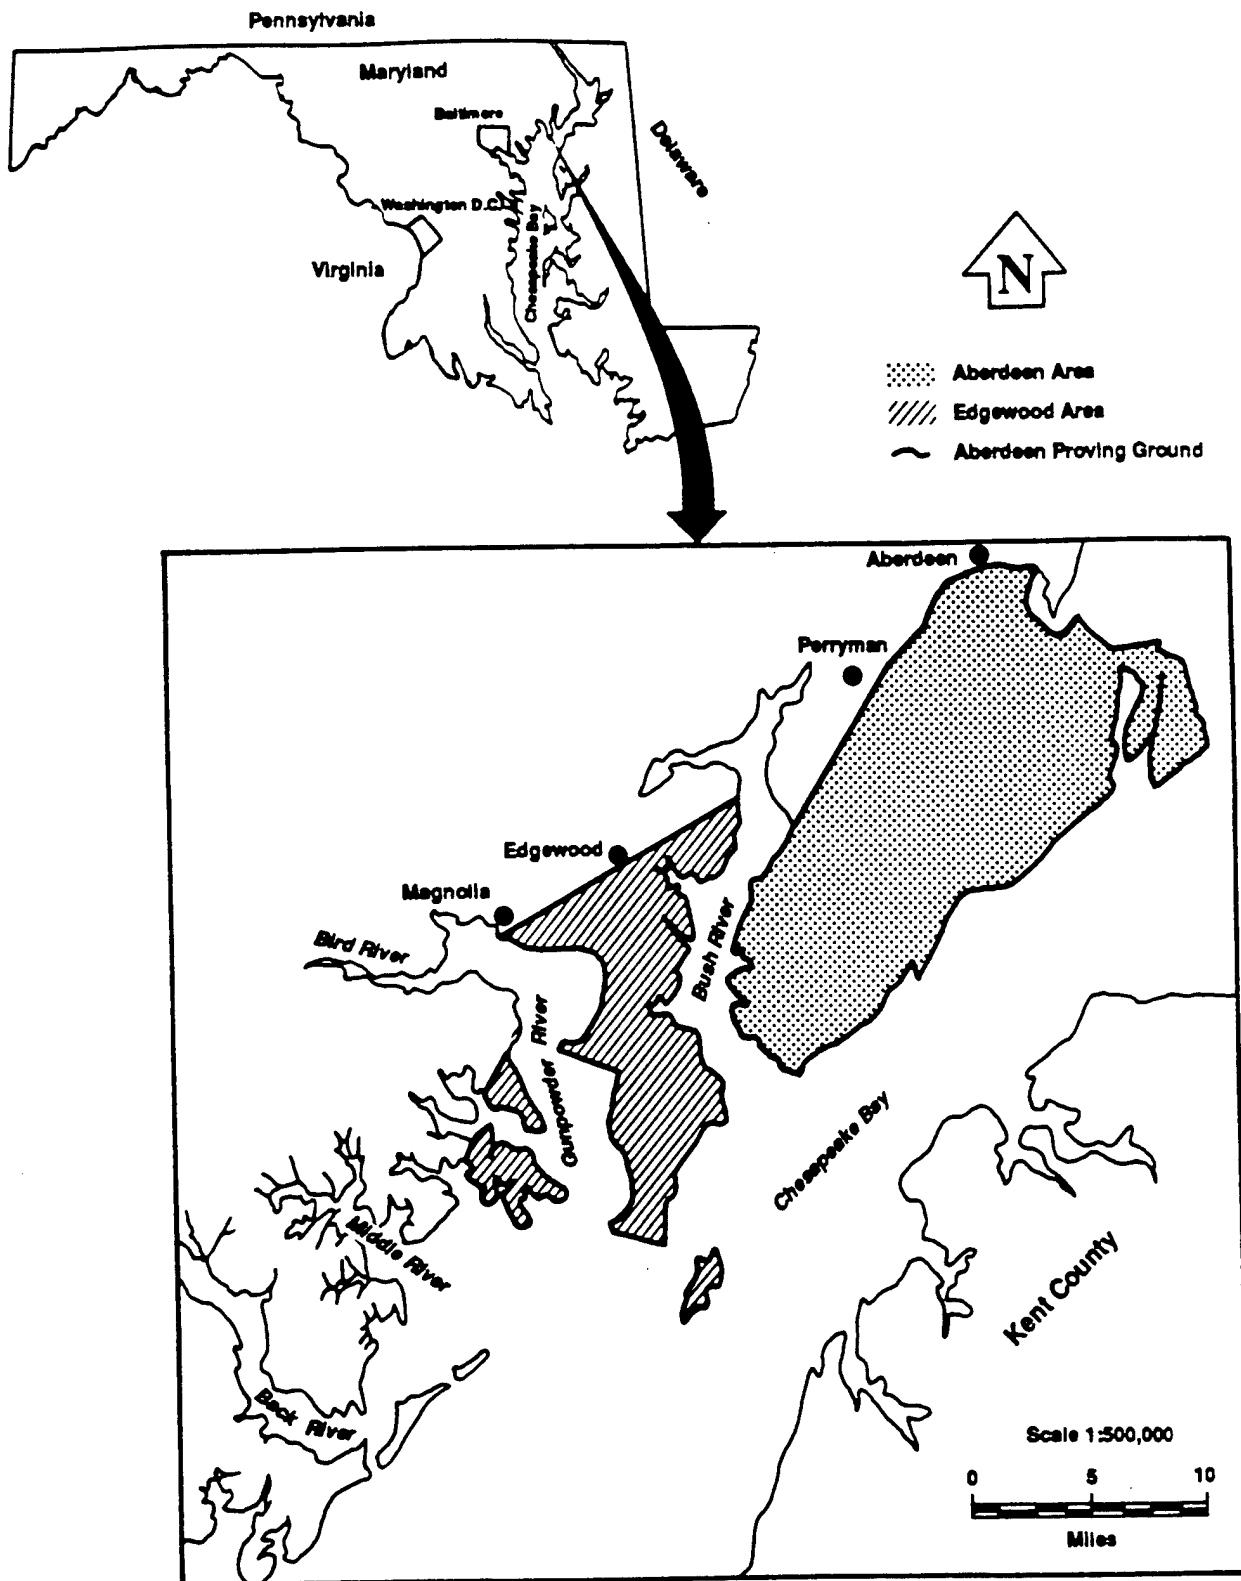 Pennsylvania
Maryland
Baltimore
Delaware
Washington D.C.
Chesapeake Bay
Virginia
N
Aberdeen Area
Edgewood Area
Aberdeen Proving Ground
Aberdeen
Perryman
Edgewood
Magnolia
Bird River
Bush River
Gunpowder River
Chesapeake Bay
Middle River
Kent County
Back River
Scale 1:500,000
0 5 10
Miles